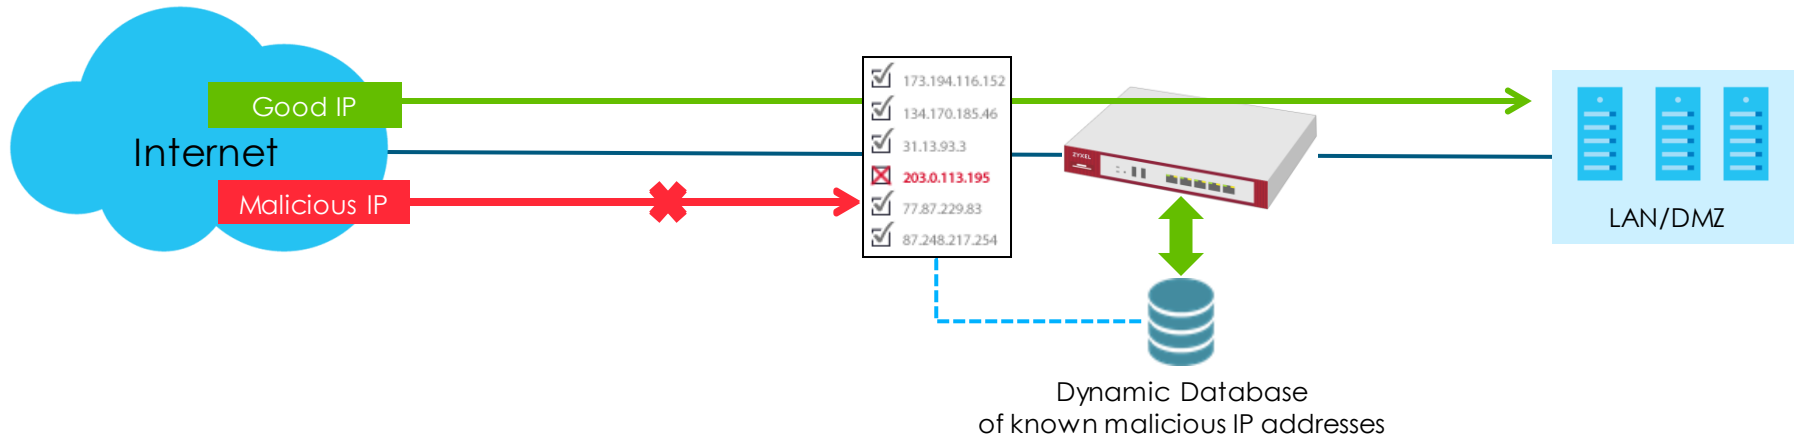 Good IP
Internet
Malicious IP
173.194.116.152
134.170.185.46
31.13.93.3
203.0.113.195
77.87.229.83
87.248.217.254
ZYXEL
LAN/DMZ
Dynamic Database
of known malicious IP addresses